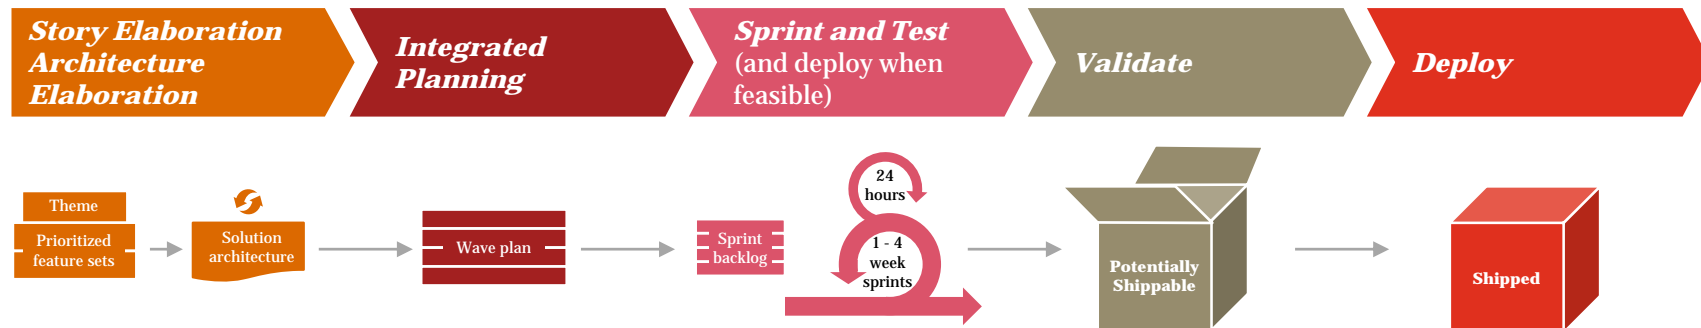 Story Elaboration
Architecture
Elaboration
Integrated
Planning
Sprint and Test
(and deploy when
feasible)
Validate
Deploy
Theme
Prioritized
feature sets
Solution
architecture
Wave plan
Sprint
backlog
24
hours
1 - 4
week
sprints
Potentially
Shippable
Shipped